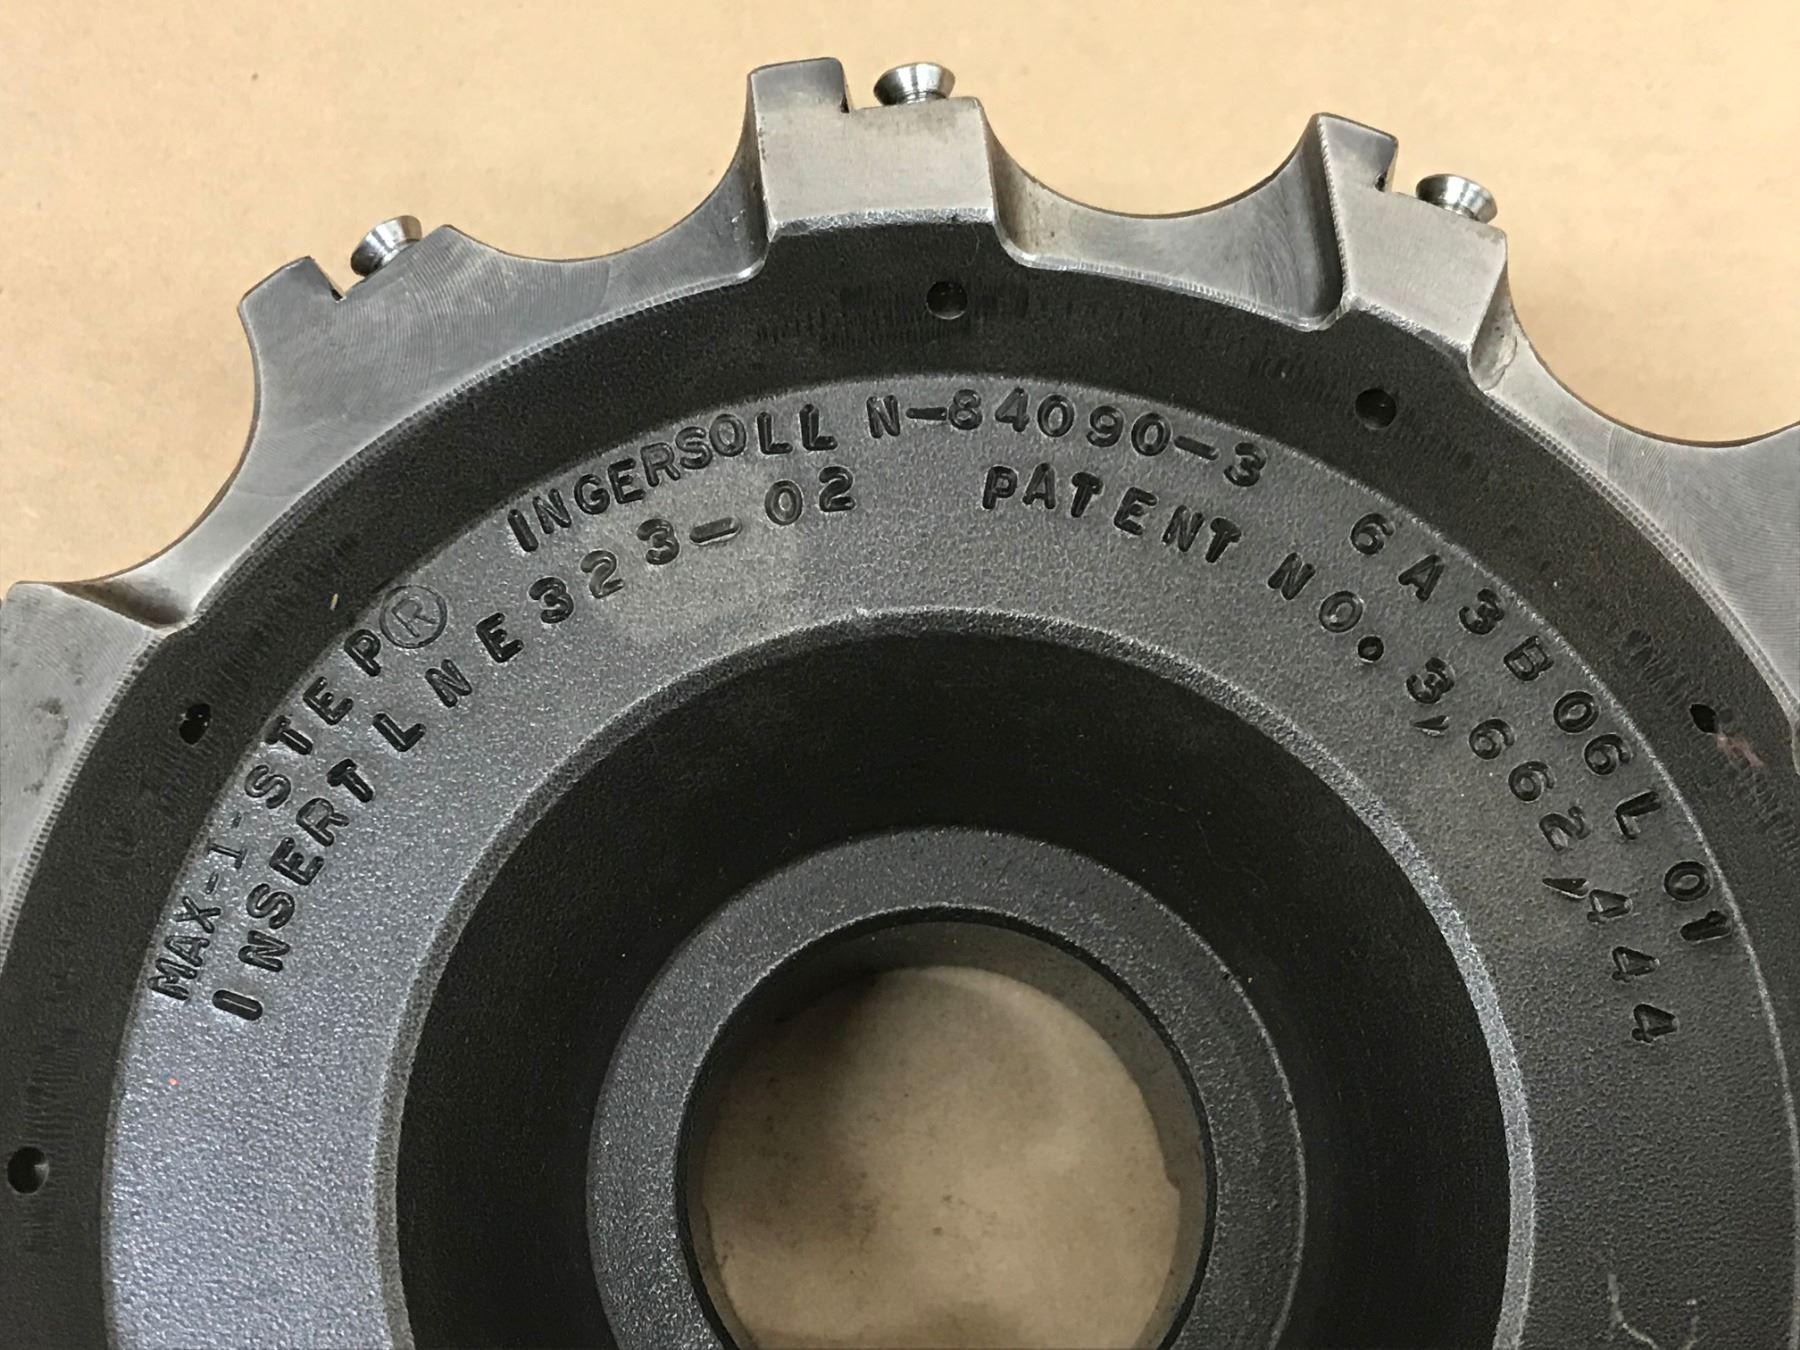 MAX-I-STEP® INGERSOLL N-84090-3 6A3B06L01
INSERT LNE323-02 PATENT NO. 3,662,444